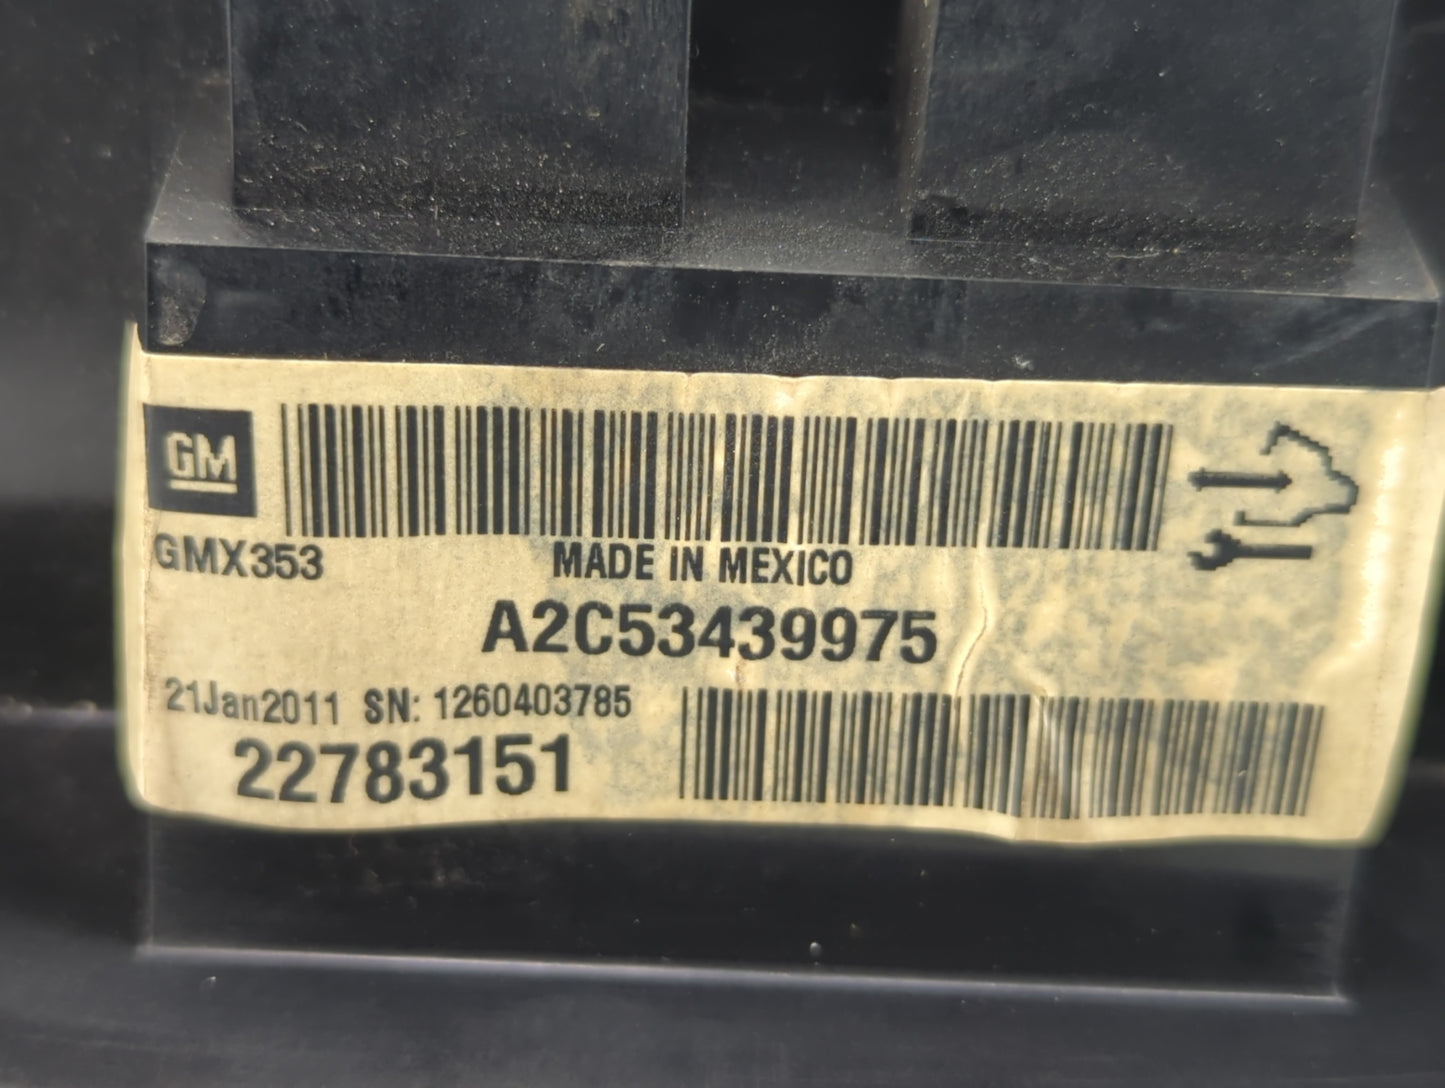 GM
GMX353
MADE IN MEXICO
A2C53439975
21Jan2011 SN: 1260403785
22783151